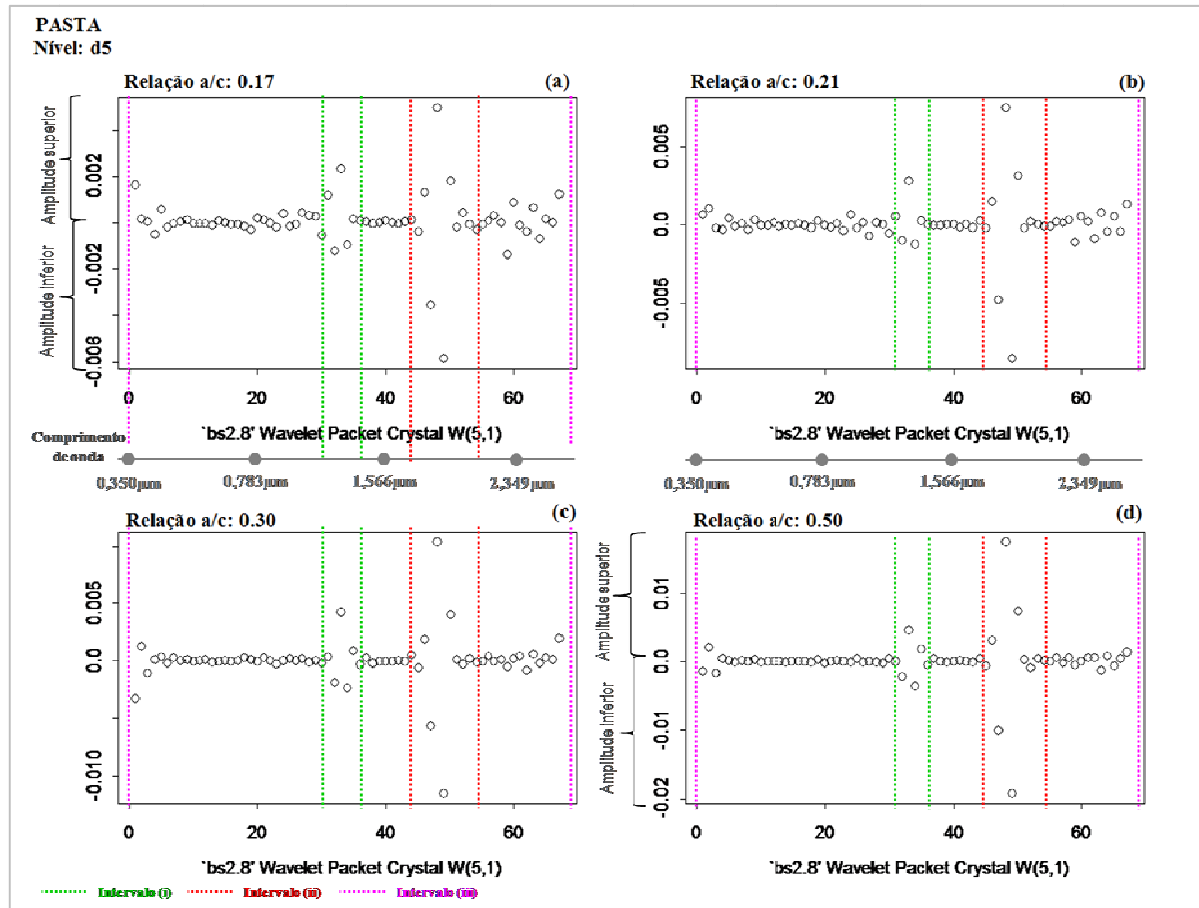 PASTA
Nível: d5
Relação a/c: 0.17
(a)
Amplitude superior
Amplitude inferior
0.002
-0.002
-0.006
0
20
40
60
`bs2.8' Wavelet Packet Crystal W(5,1)
Relação a/c: 0.21
(b)
0.005
0.0
-0.005
0
20
40
60
`bs2.8' Wavelet Packet Crystal W(5,1)
Comprimento
de onda
0,350µm
0,783µm
1,566µm
2,349µm
0,350µm
0,783µm
1,566µm
2,349µm
Relação a/c: 0.30
(c)
0.005
0.0
-0.010
0
20
40
60
`bs2.8' Wavelet Packet Crystal W(5,1)
Relação a/c: 0.50
(d)
Amplitude superior
Amplitude inferior
0.01
0.0
-0.01
-0.02
0
20
40
60
`bs2.8' Wavelet Packet Crystal W(5,1)
Intervalo (i)
Intervalo (ii)
Intervalo (iii)